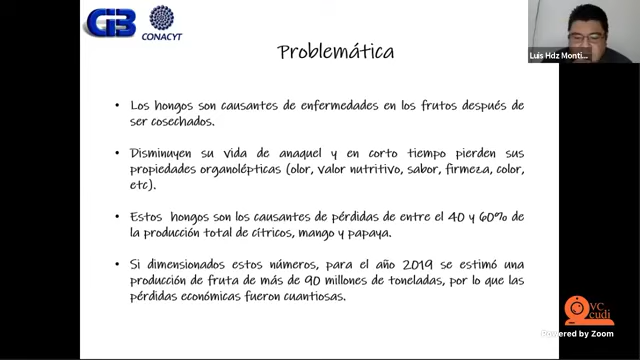 CIB
CONACYT
Luis Hdz Monti...
Problemática
• Los hongos son causantes de enfermedades en los frutos después de
ser cosechados.
• Disminuyen su vida de anaquel y en corto tiempo pierden sus
propiedades organolépticas (olor, valor nutritivo, sabor, firmeza, color,
etc).
• Estos hongos son los causantes de pérdidas de entre el 40 y 60% de
la producción total de cítricos, mango y papaya.
• Si dimensionados estos números, para el año 2019 se estimó una
producción de fruta de más de 90 millones de toneladas, por lo que las
pérdidas económicas fueron cuantiosas.
VC
cudi
Powered by Zoom